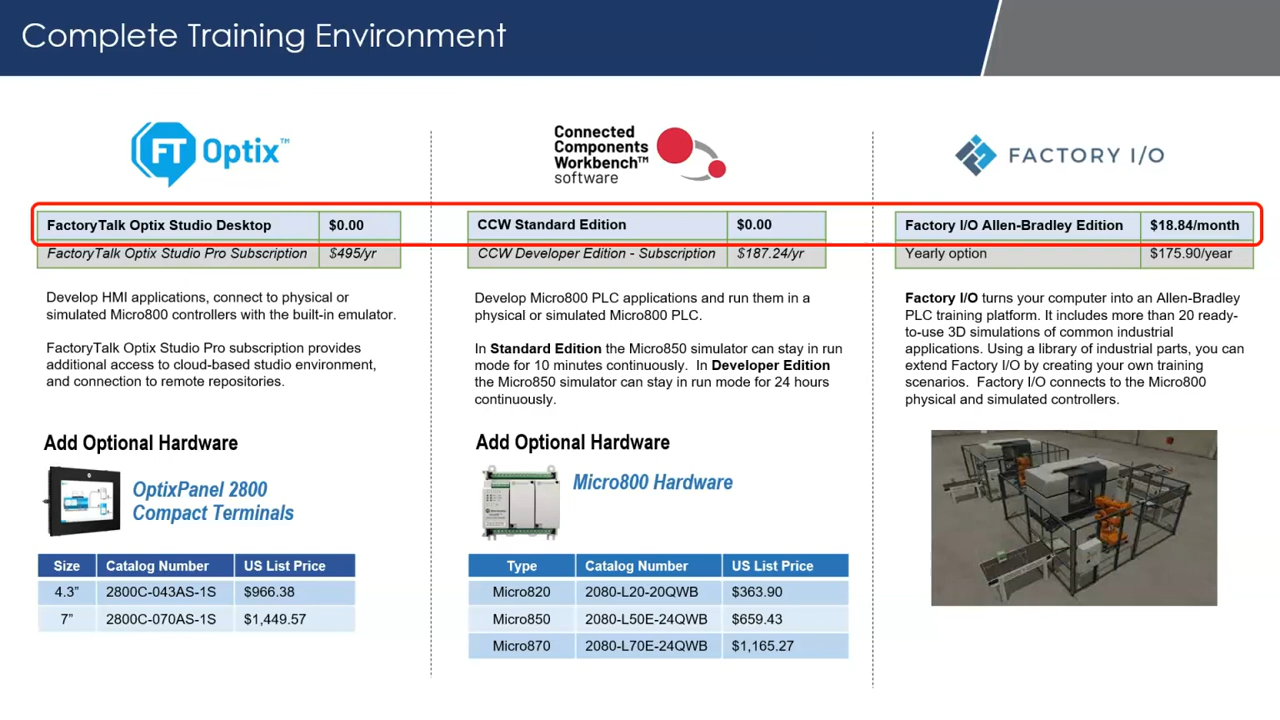 Complete Training Environment
FT Optix™
FactoryTalk Optix Studio Desktop $0.00
FactoryTalk Optix Studio Pro Subscription $495/yr
Develop HMI applications, connect to physical or
simulated Micro800 controllers with the built-in emulator.
FactoryTalk Optix Studio Pro subscription provides
additional access to cloud-based studio environment,
and connection to remote repositories.
Add Optional Hardware
OptixPanel 2800
Compact Terminals
Size Catalog Number US List Price
4.3” 2800C-043AS-1S $966.38
7” 2800C-070AS-1S $1,449.57
Connected
Components
Workbench™
software
CCW Standard Edition $0.00
CCW Developer Edition - Subscription $187.24/yr
Develop Micro800 PLC applications and run them in a
physical or simulated Micro800 PLC.
In Standard Edition the Micro850 simulator can stay in run
mode for 10 minutes continuously. In Developer Edition
the Micro850 simulator can stay in run mode for 24 hours
continuously.
Add Optional Hardware
Micro800 Hardware
Type Catalog Number US List Price
Micro820 2080-L20-20QWB $363.90
Micro850 2080-L50E-24QWB $659.43
Micro870 2080-L70E-24QWB $1,165.27
FACTORY I/O
Factory I/O Allen-Bradley Edition $18.84/month
Yearly option $175.90/year
Factory I/O turns your computer into an Allen-Bradley
PLC training platform. It includes more than 20 ready-
to-use 3D simulations of common industrial
applications. Using a library of industrial parts, you can
extend Factory I/O by creating your own training
scenarios. Factory I/O connects to the Micro800
physical and simulated controllers.